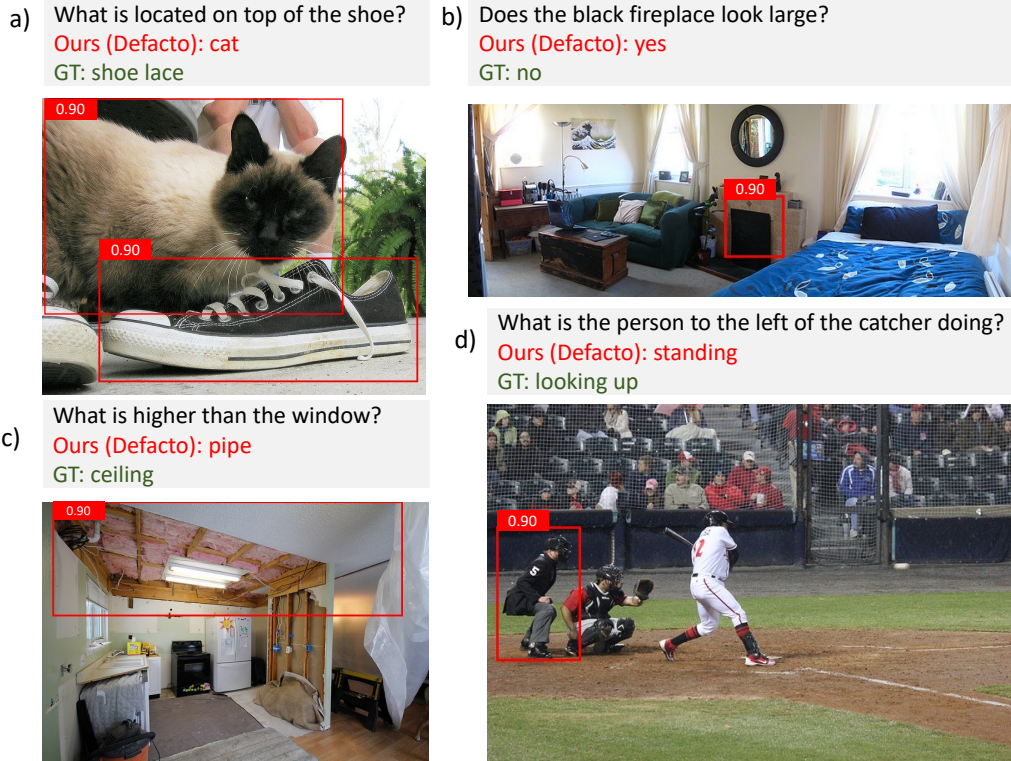 a)
What is located on top of the shoe?
Ours (Defacto): cat
GT: shoe lace
0.90
0.90
b)
Does the black fireplace look large?
Ours (Defacto): yes
GT: no
0.90
c)
What is higher than the window?
Ours (Defacto): pipe
GT: ceiling
0.90
d)
What is the person to the left of the catcher doing?
Ours (Defacto): standing
GT: looking up
0.90
5
2